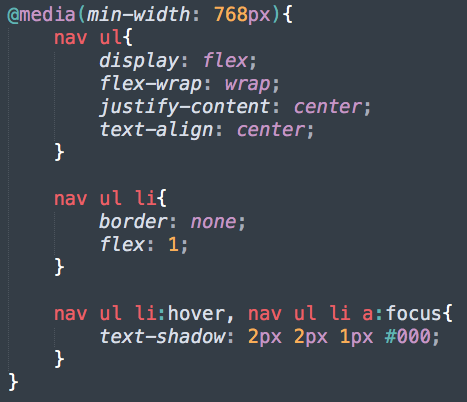 @media(min-width: 768px){
    nav ul{
        display: flex;
        flex-wrap: wrap;
        justify-content: center;
        text-align: center;
    }

    nav ul li{
        border: none;
        flex: 1;
    }

    nav ul li:hover, nav ul li a:focus{
        text-shadow: 2px 2px 1px #000;
    }
}